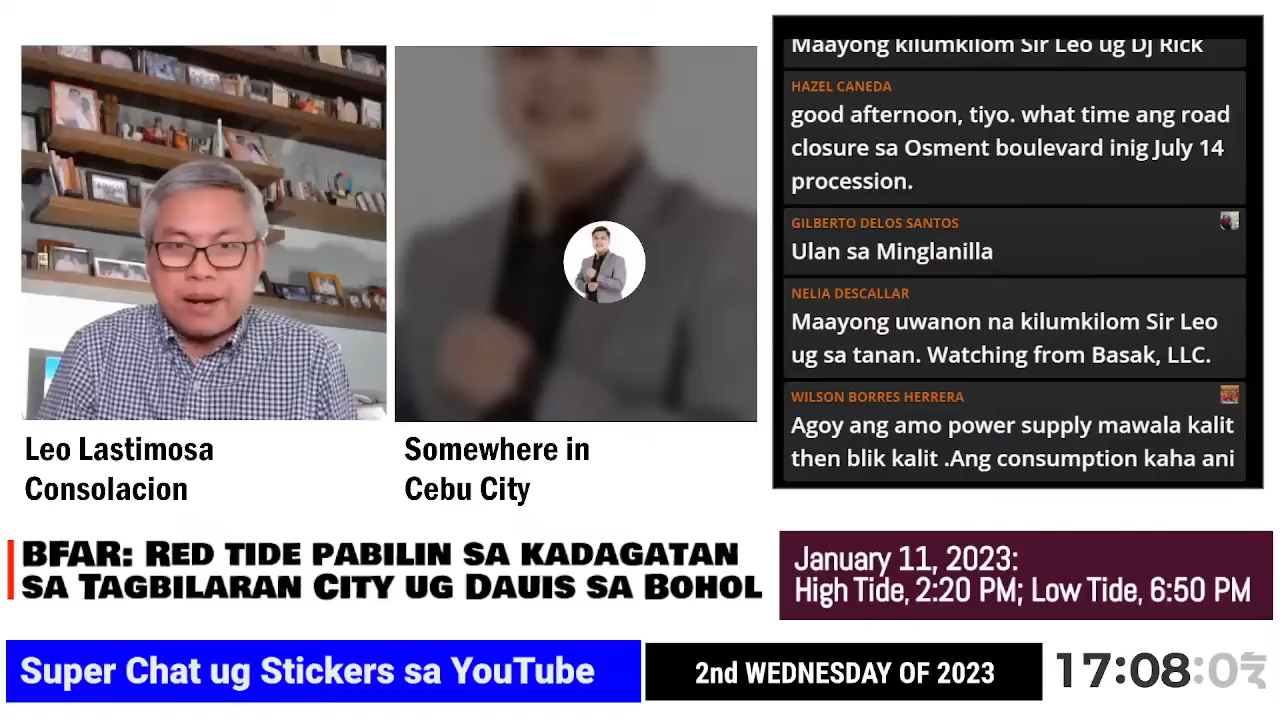 Maayong kilumkilom Sir Leo ug Dj Rick
HAZEL CANEDA
good afternoon, tiyo. what time ang road
closure sa Osment boulevard inig July 14
procession.
GILBERTO DELOS SANTOS
Ulan sa Minglanilla
NELIA DESCALLAR
Maayong uwanon na kilumkilom Sir Leo
ug sa tanan. Watching from Basak, LLC.
WILSON BORRES HERRERA
Agoy ang amo power supply mawala kalit
then blik kalit .Ang consumption kaha ani
Leo Lastimosa
Consolacion
Somewhere in
Cebu City
BFAR: RED TIDE PABILIN SA KADAGATAN
SA TAGBILARAN CITY UG DAUIS SA BOHOL
January 11, 2023:
High Tide, 2:20 PM; Low Tide, 6:50 PM
Super Chat ug Stickers sa YouTube
2nd WEDNESDAY OF 2023
17:08